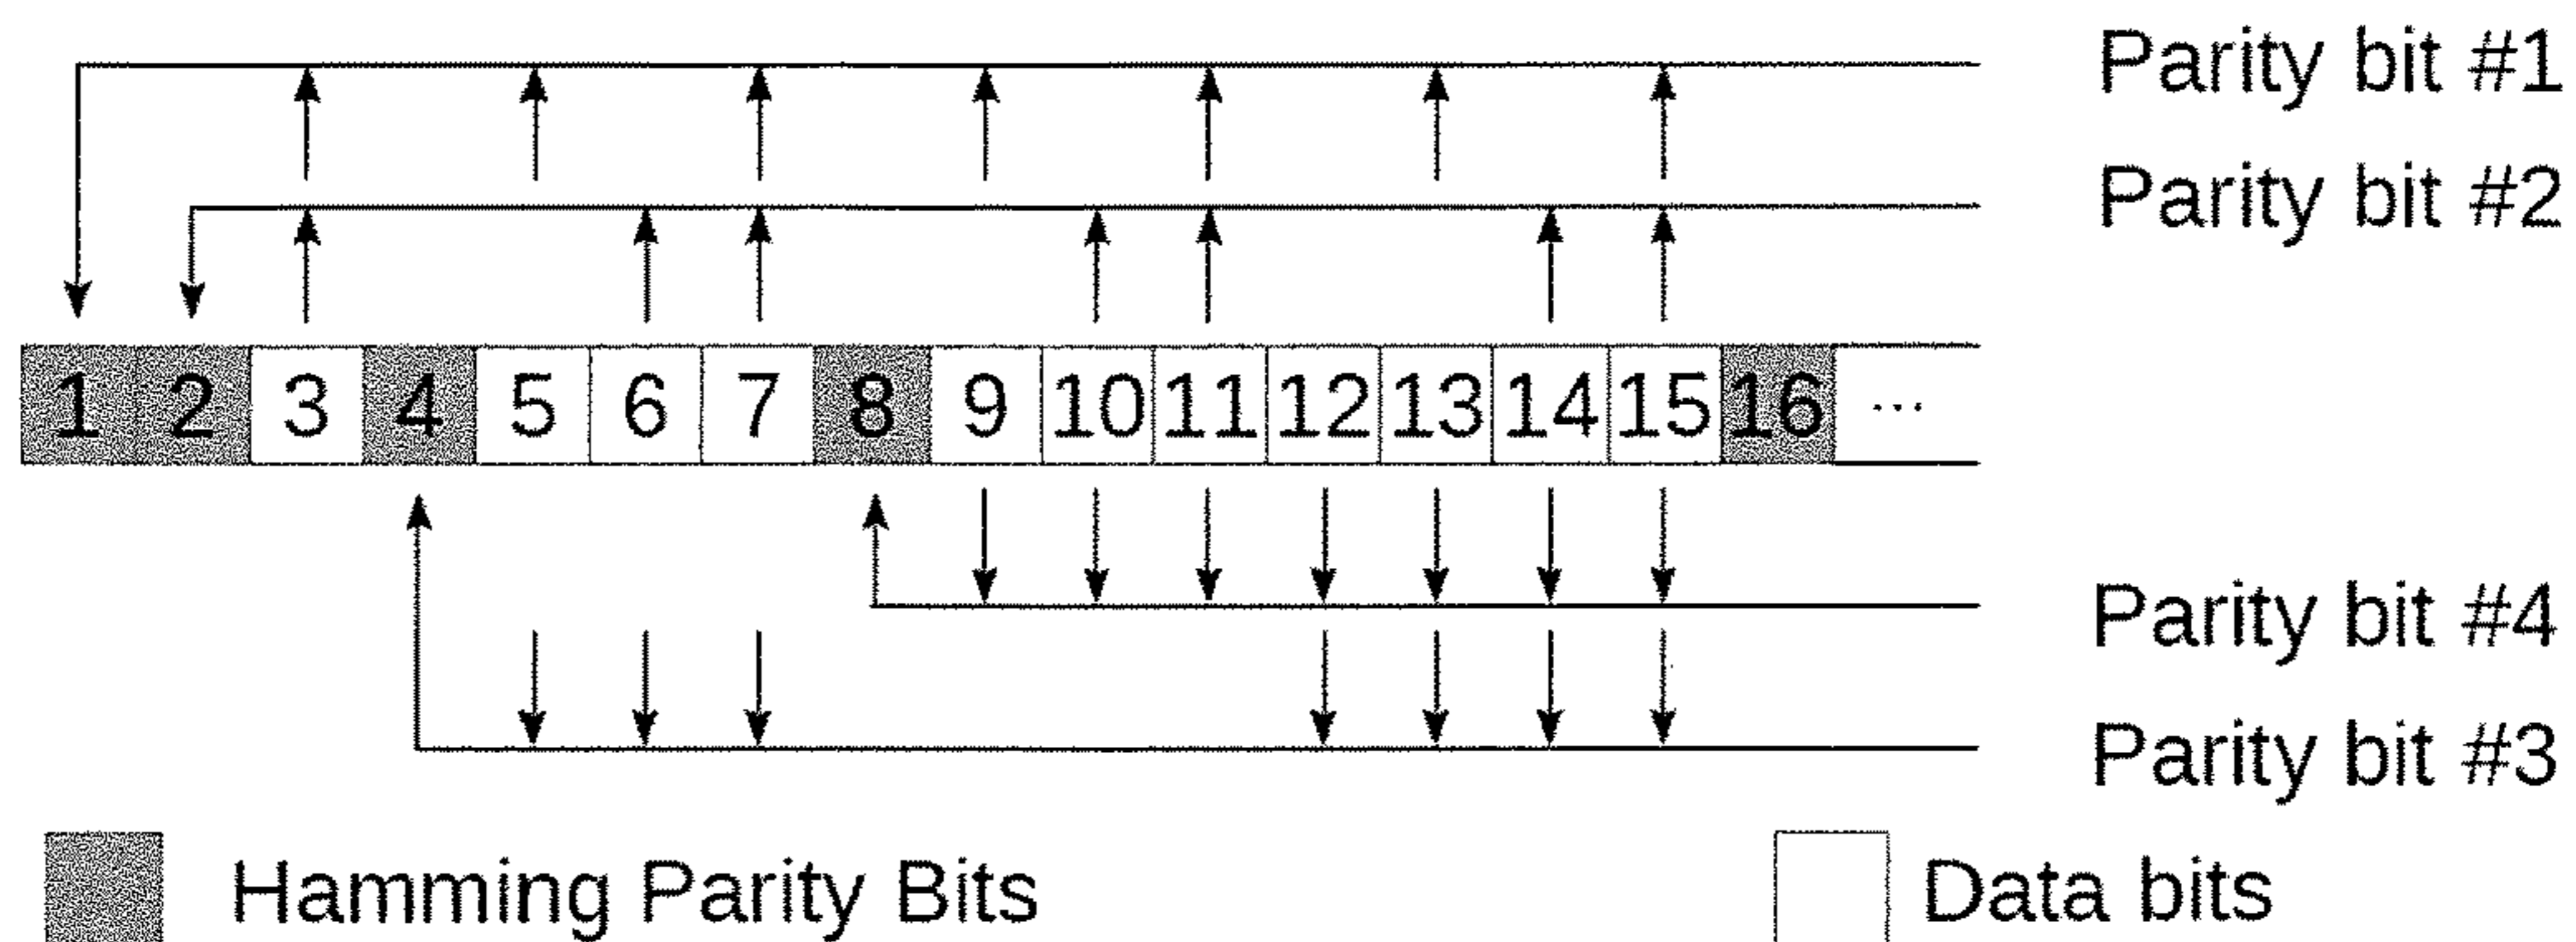 Parity bit #1
Parity bit #2
1 2 3 4 5 6 7 8 9 10 11 12 13 14 15 16 ...
Parity bit #4
Parity bit #3
Hamming Parity Bits Data bits